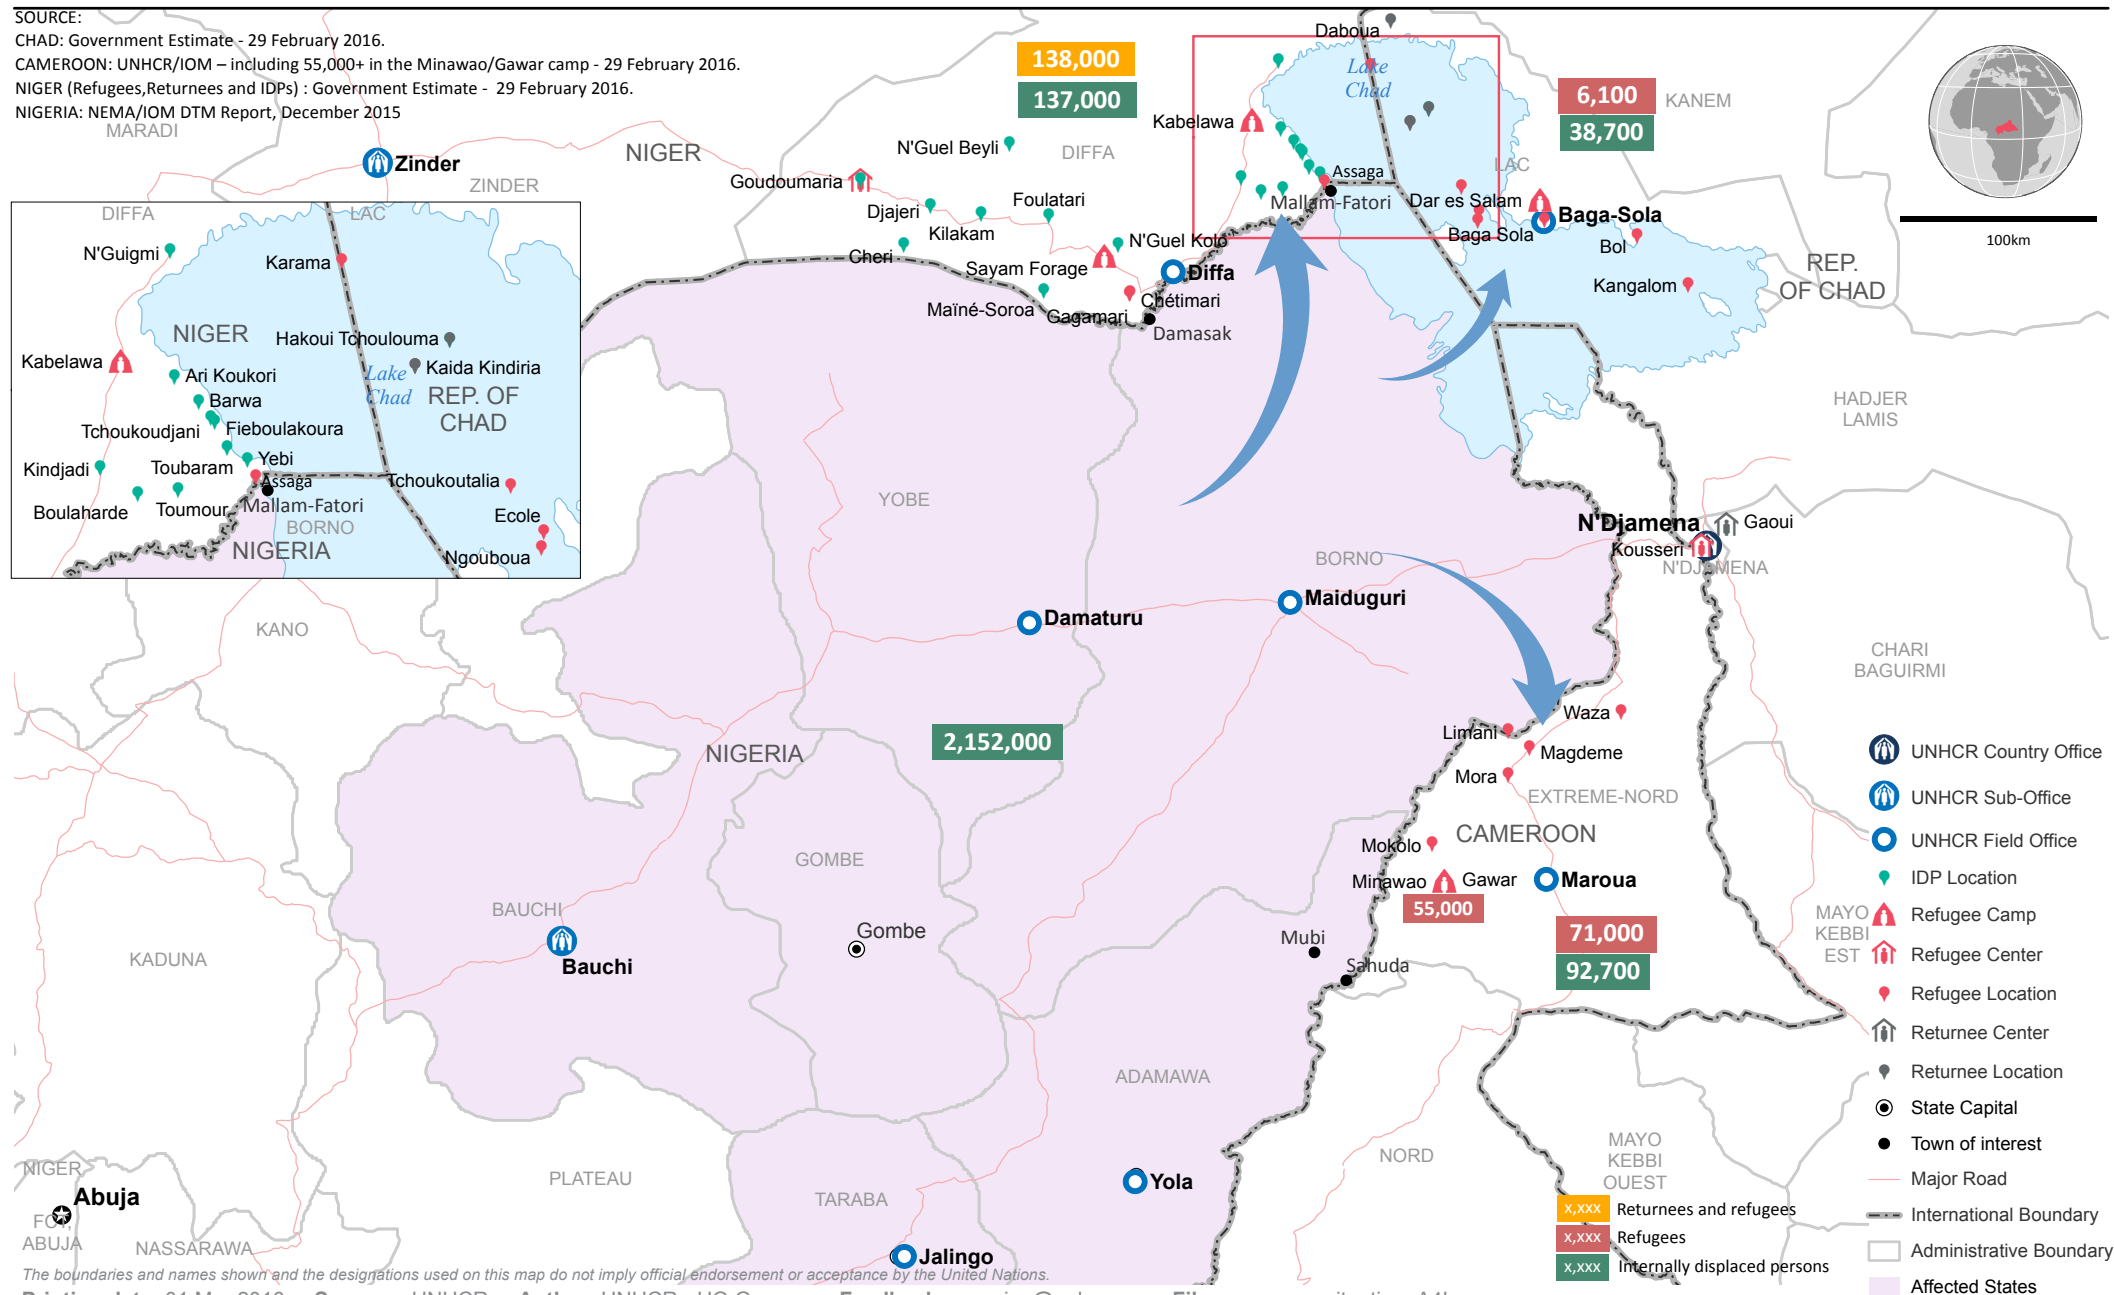 SOURCE:
CHAD: Government Estimate - 29 February 2016.
CAMEROON: UNHCR/IOM – including 55,000+ in the Minawao/Gawar camp - 29 February 2016.
NIGER (Refugees,Returnees and IDPs) : Government Estimate - 29 February 2016.
NIGERIA: NEMA/IOM DTM Report, December 2015
MARADI
Zinder
ZINDER
NIGER
138,000
137,000
N'Guel Beyli
DIFFA
Goudoumaria
Djajeri
Kilakam
Foulatari
Cheri
N'Guel Kolo
Sayam Forage
Diffa
Maïné-Soroa
Gagamari
Chétimari
Damasak
Kabelawa
Daboua
Lake
Chad
Assaga
Mallam-Fatori
6,100
38,700
KANEM
LAC
Dar es Salam
Baga-Sola
Baga Sola
Bol
Kangalom
REP.
OF CHAD
100km
HADJER
LAMIS
DIFFA
LAC
N'Guigmi
Karama
NIGER
Hakoui Tchoulouma
Kabelawa
Lake
Chad
Kaida Kindiria
REP. OF
CHAD
Ari Koukori
Barwa
Tchoukoudjani
Fieboulakoura
Kindjadi
Toubaram
Yebi
Assaga
Tchoukoutalia
Boulaharde
Toumour
Mallam-Fatori
BORNO
NIGERIA
Ecole
Ngouboua
YOBE
BORNO
N'Djamena
Gaoui
Kousseri
N'DJAMENA
KANO
Damaturu
Maiduguri
CHARI
BAGUIRMI
Waza
Limani
Magdeme
Mora
EXTREME-NORD
CAMEROON
2,152,000
NIGERIA
GOMBE
Mokolo
Minawao
Gawar
55,000
Maroua
71,000
92,700
MAYO
KEBBI
EST
BAUCHI
Bauchi
Gombe
KADUNA
Mubi
Sahuda
ADAMAWA
NORD
MAYO
KEBBI
OUEST
NIGER
Abuja
FCT,
ABUJA
NASSARAWA
PLATEAU
TARABA
Yola
Jalingo
UNHCR Country Office
UNHCR Sub-Office
UNHCR Field Office
IDP Location
Refugee Camp
Refugee Center
Refugee Location
Returnee Center
Returnee Location
State Capital
Town of interest
Major Road
International Boundary
Administrative Boundary
Affected States
x,xxx Returnees and refugees
x,xxx Refugees
x,xxx Internally displaced persons
The boundaries and names shown and the designations used on this map do not imply official endorsement or acceptance by the United Nations.